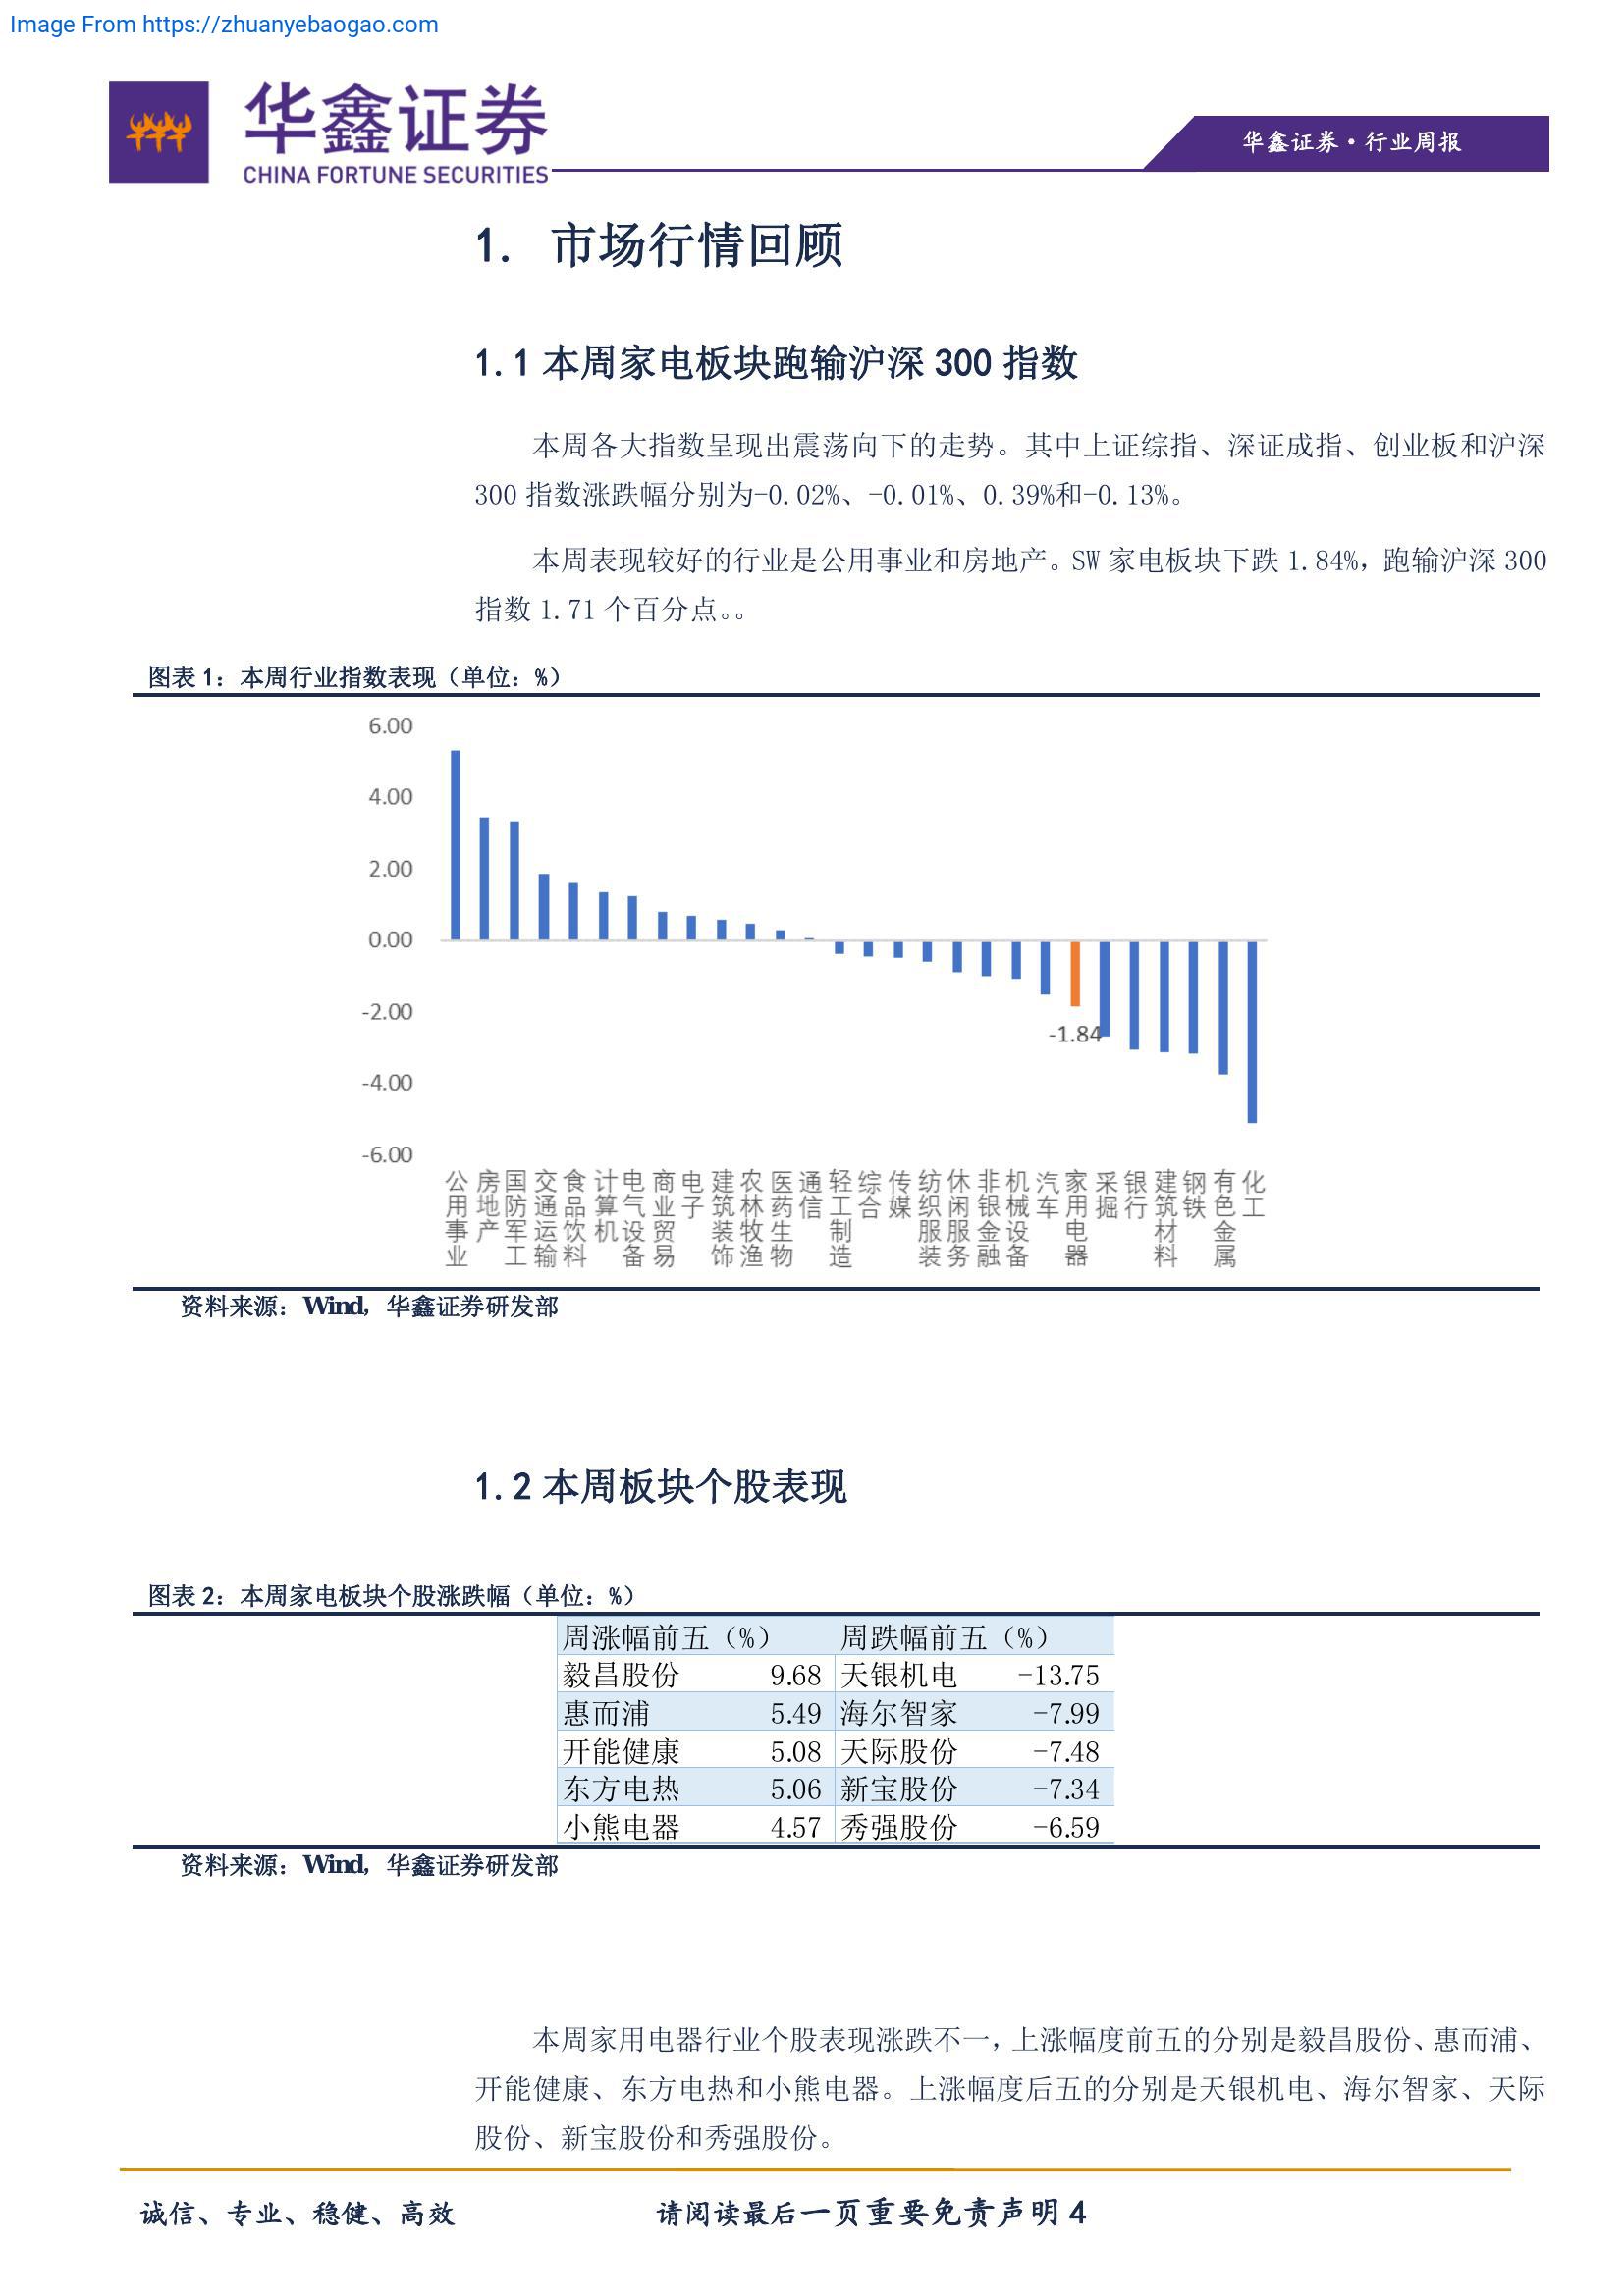 Image From https://zhuanyebaogao.com
华鑫证券
CHINA FORTUNE SECURITIES
华鑫证券·行业周报
1. 市场行情回顾
1.1 本周家电板块跑输沪深 300 指数
本周各大指数呈现出震荡向下的走势。其中上证综指、深证成指、创业板和沪深
300 指数涨跌幅分别为-0.02%、-0.01%、0.39%和-0.13%。
本周表现较好的行业是公用事业和房地产。SW 家电板块下跌 1.84%，跑输沪深 300
指数 1.71 个百分点。。
图表 1：本周行业指数表现（单位：%）
6.00
4.00
2.00
0.00
-2.00
-4.00
-6.00
-1.84
公用事业
房地产
国防军工
交通运输
食品饮料
计算机
电气设备
商业贸易
电子
建筑装饰
农林牧渔
医药生物
通信
轻工制造
综合
传媒
纺织服装
休闲服务
非银金融
机械设备
汽车
家用电器
采掘
银行
建筑材料
钢铁
有色金属
化工
资料来源：Wind，华鑫证券研发部
1.2 本周板块个股表现
图表 2：本周家电板块个股涨跌幅（单位：%）
周涨幅前五（%） 周跌幅前五（%）
毅昌股份 9.68 天银机电 -13.75
惠而浦 5.49 海尔智家 -7.99
开能健康 5.08 天际股份 -7.48
东方电热 5.06 新宝股份 -7.34
小熊电器 4.57 秀强股份 -6.59
资料来源：Wind，华鑫证券研发部
本周家用电器行业个股表现涨跌不一，上涨幅度前五的分别是毅昌股份、惠而浦、
开能健康、东方电热和小熊电器。上涨幅度后五的分别是天银机电、海尔智家、天际
股份、新宝股份和秀强股份。
诚信、专业、稳健、高效 请阅读最后一页重要免责声明 4